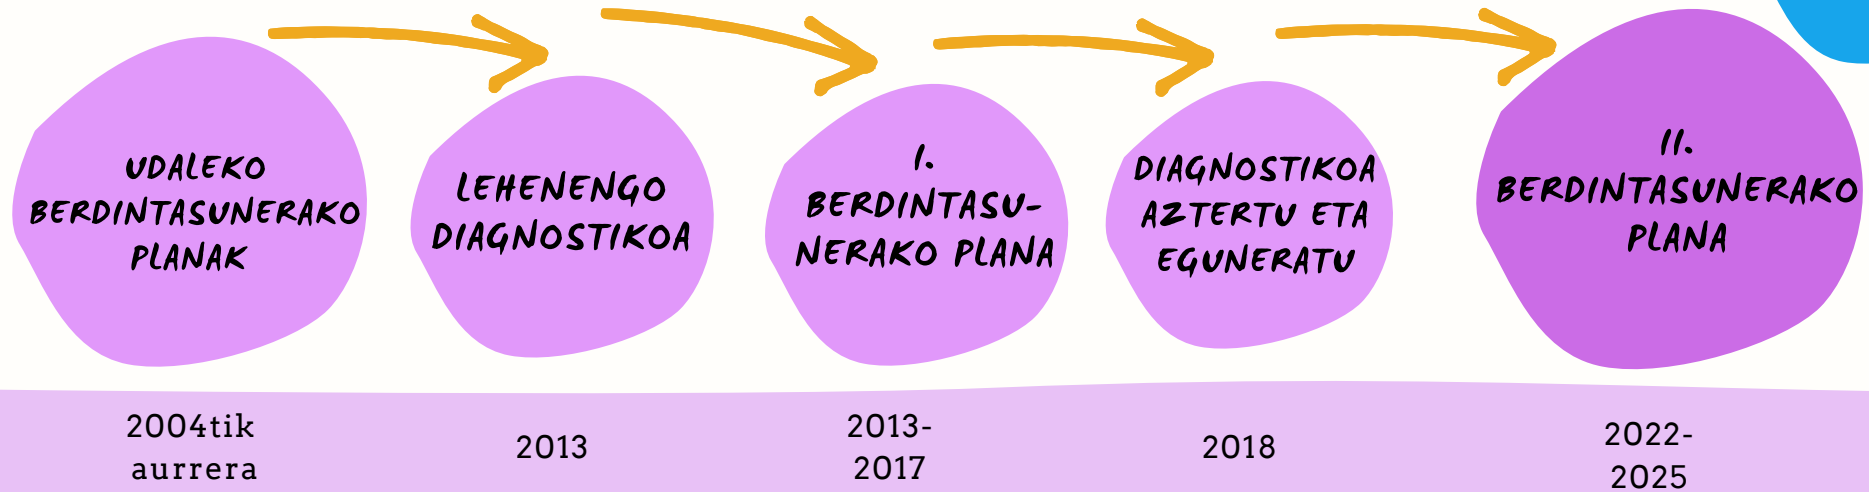 UDALEKO
BERDINTASUNERAKO
PLANAK
LEHENENGO
DIAGNOSTIKOA
I.
BERDINTASU-
NERAKO PLANA
DIAGNOSTIKOA
AZTERTU ETA
EGUNERATU
II.
BERDINTASUNERAKO
PLANA
2004tik
aurrera
2013
2013-
2017
2018
2022-
2025